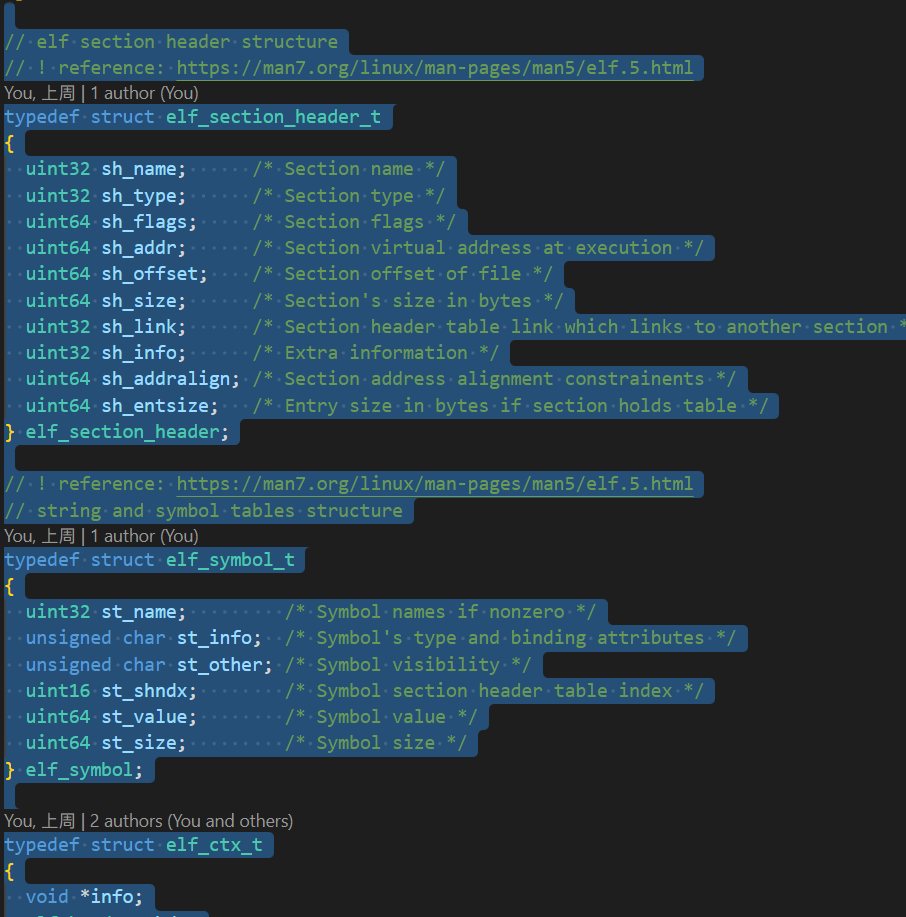 // elf section header structure
// ! reference: https://man7.org/linux/man-pages/man5/elf.5.html
You, 上周 | 1 author (You)
typedef struct elf_section_header_t
{
  uint32 sh_name;      /* Section name */
  uint32 sh_type;      /* Section type */
  uint64 sh_flags;     /* Section flags */
  uint64 sh_addr;      /* Section virtual address at execution */
  uint64 sh_offset;    /* Section offset of file */
  uint64 sh_size;      /* Section's size in bytes */
  uint32 sh_link;      /* Section header table link which links to another section *
  uint32 sh_info;      /* Extra information */
  uint64 sh_addralign; /* Section address alignment constrainents */
  uint64 sh_entsize;   /* Entry size in bytes if section holds table */
} elf_section_header;
// ! reference: https://man7.org/linux/man-pages/man5/elf.5.html
// string and symbol tables structure
You, 上周 | 1 author (You)
typedef struct elf_symbol_t
{
  uint32 st_name;         /* Symbol names if nonzero */
  unsigned char st_info;  /* Symbol's type and binding attributes */
  unsigned char st_other; /* Symbol visibility */
  uint16 st_shndx;        /* Symbol section header table index */
  uint64 st_value;        /* Symbol value */
  uint64 st_size;         /* Symbol size */
} elf_symbol;
You, 上周 | 2 authors (You and others)
typedef struct elf_ctx_t
{
  void *info;